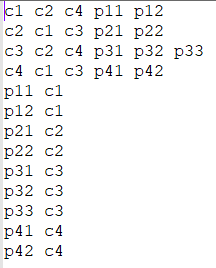 c1 c2 c4 p11 p12
c2 c1 c3 p21 p22
c3 c2 c4 p31 p32 p33
c4 c1 c3 p41 p42
p11 c1
p12 c1
p21 c2
p22 c2
p31 c3
p32 c3
p33 c3
p41 c4
p42 c4